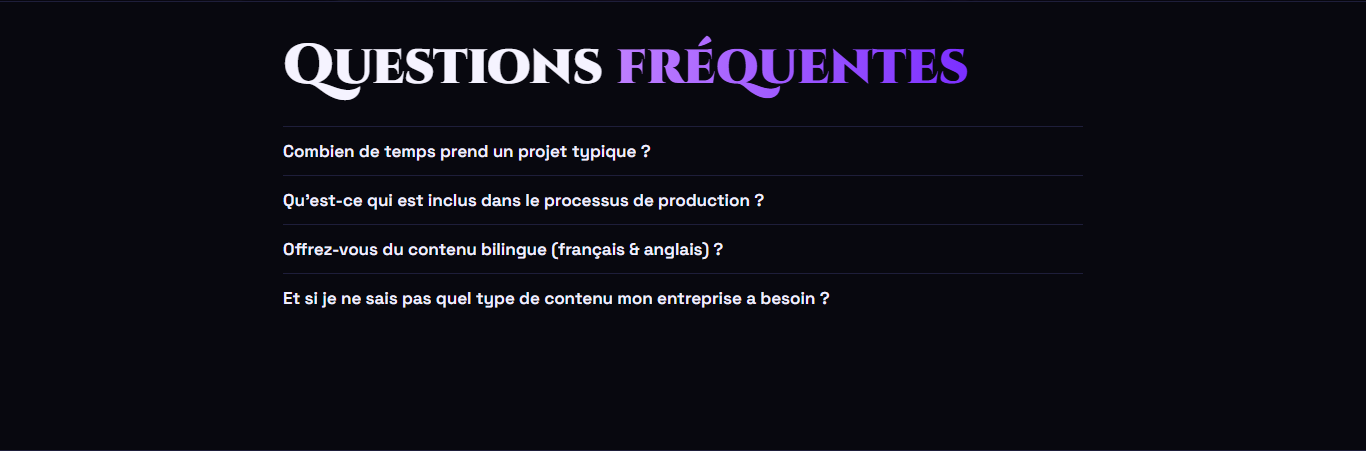 Questions fréquentes
Combien de temps prend un projet typique ?
Qu’est-ce qui est inclus dans le processus de production ?
Offrez-vous du contenu bilingue (français & anglais) ?
Et si je ne sais pas quel type de contenu mon entreprise a besoin ?